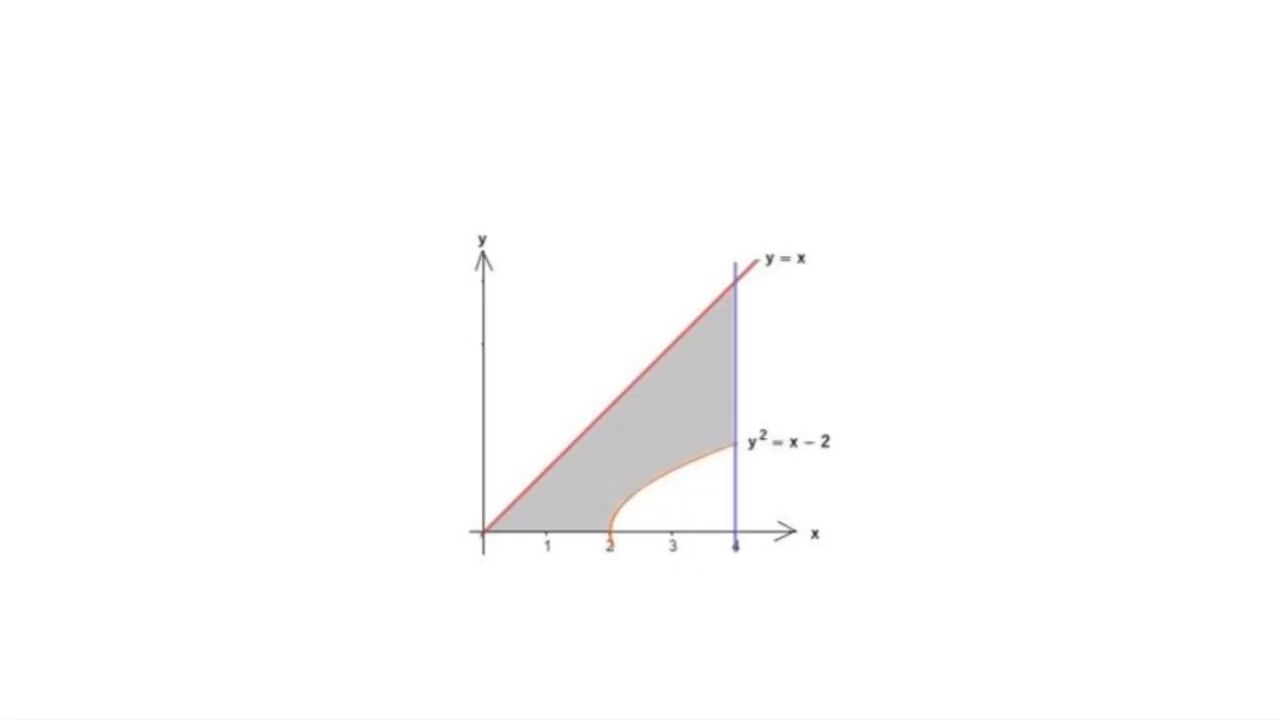 y
y = x
y² = x – 2
x
1 2 3 4